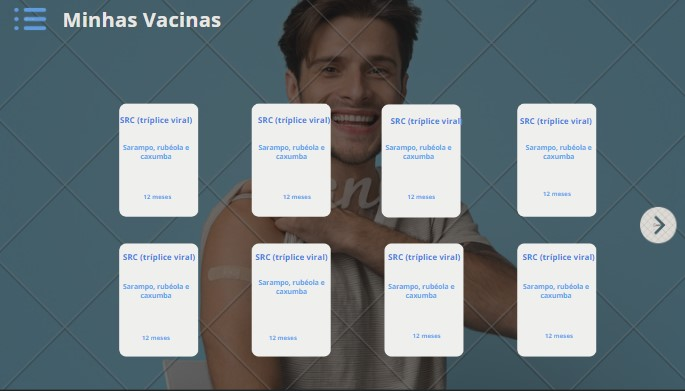 Minhas Vacinas
SRC (tríplice viral)
Sarampo, rubéola e
caxumba
12 meses
SRC (tríplice viral)
Sarampo, rubéola e
caxumba
12 meses
SRC (tríplice viral)
Sarampo, rubéola e
caxumba
12 meses
SRC (tríplice viral)
Sarampo, rubéola e
caxumba
12 meses
SRC (tríplice viral)
Sarampo, rubéola e
caxumba
12 meses
SRC (tríplice viral)
Sarampo, rubéola e
caxumba
12 meses
SRC (tríplice viral)
Sarampo, rubéola e
caxumba
12 meses
SRC (tríplice viral)
Sarampo, rubéola e
caxumba
12 meses